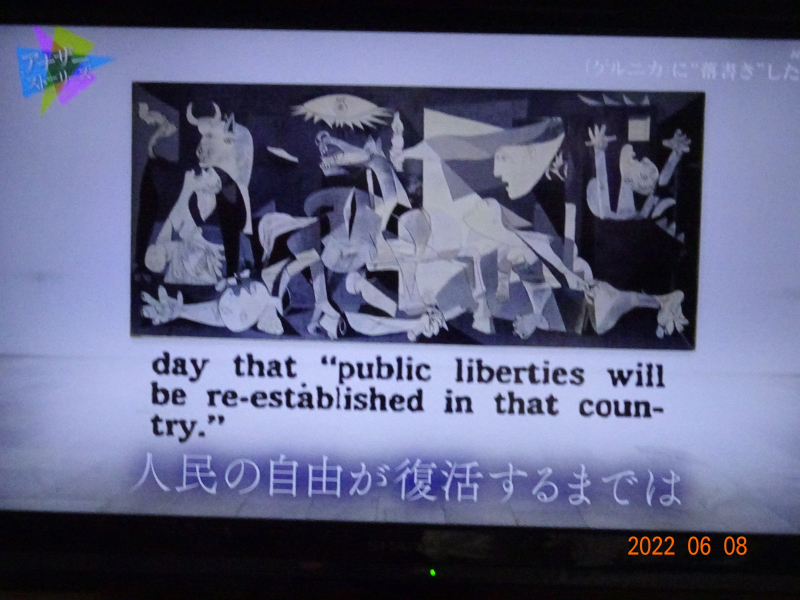 アナザー
ストーリーズ
〈ゲルニカ〉に“落書き”した
day that "public liberties will
be re-established in that coun-
try."
人民の自由が復活するまでは
2022 06 08